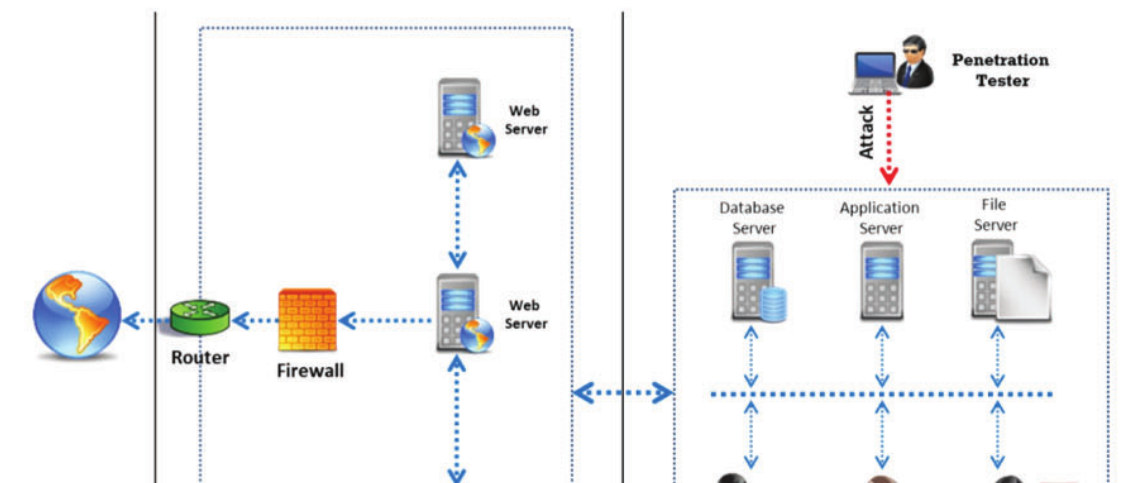 Web
Server
Penetration
Tester
Attack
Database
Server
Application
Server
File
Server
Web
Server
Router
Firewall